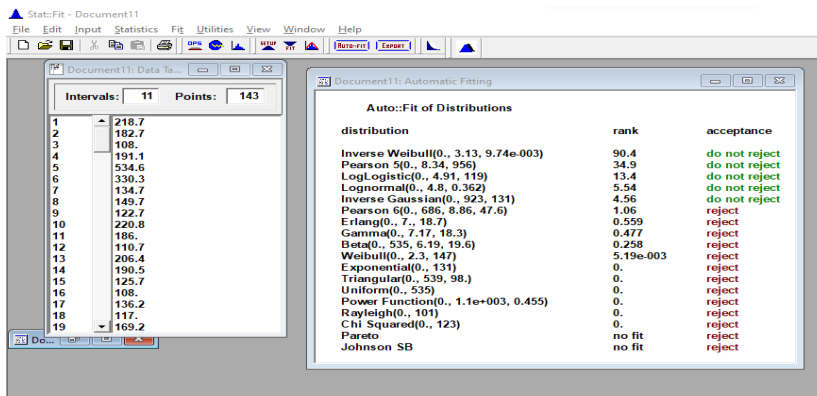 Stat::Fit - Document11
File Edit Input Statistics Fit Utilities View Window Help
OPS SETUP FIT AUTO::FIT EXPORT
Document11: Data Ta...
Intervals: 11 Points: 143
1 218.7
2 182.7
3 108.
4 191.1
5 534.6
6 330.3
7 134.7
8 149.7
9 122.7
10 220.8
11 186.
12 110.7
13 206.4
14 190.5
15 125.7
16 108.
17 136.2
18 117.
19 169.2
Do...
Document11: Automatic Fitting
Auto::Fit of Distributions
distribution rank acceptance
Inverse Weibull(0., 3.13, 9.74e-003) 90.4 do not reject
Pearson 5(0., 8.34, 956) 34.9 do not reject
LogLogistic(0., 4.91, 119) 13.4 do not reject
Lognormal(0., 4.8, 0.362) 5.54 do not reject
Inverse Gaussian(0., 923, 131) 4.56 do not reject
Pearson 6(0., 686, 8.86, 47.6) 1.06 reject
Erlang(0., 7., 18.7) 0.559 reject
Gamma(0., 7.17, 18.3) 0.477 reject
Beta(0., 535, 6.19, 19.6) 0.258 reject
Weibull(0., 2.3, 147) 5.19e-003 reject
Exponential(0., 131) 0. reject
Triangular(0., 539, 98.) 0. reject
Uniform(0., 535) 0. reject
Power Function(0., 1.1e+003, 0.455) 0. reject
Rayleigh(0., 101) 0. reject
Chi Squared(0., 123) 0. reject
Pareto no fit reject
Johnson SB no fit reject